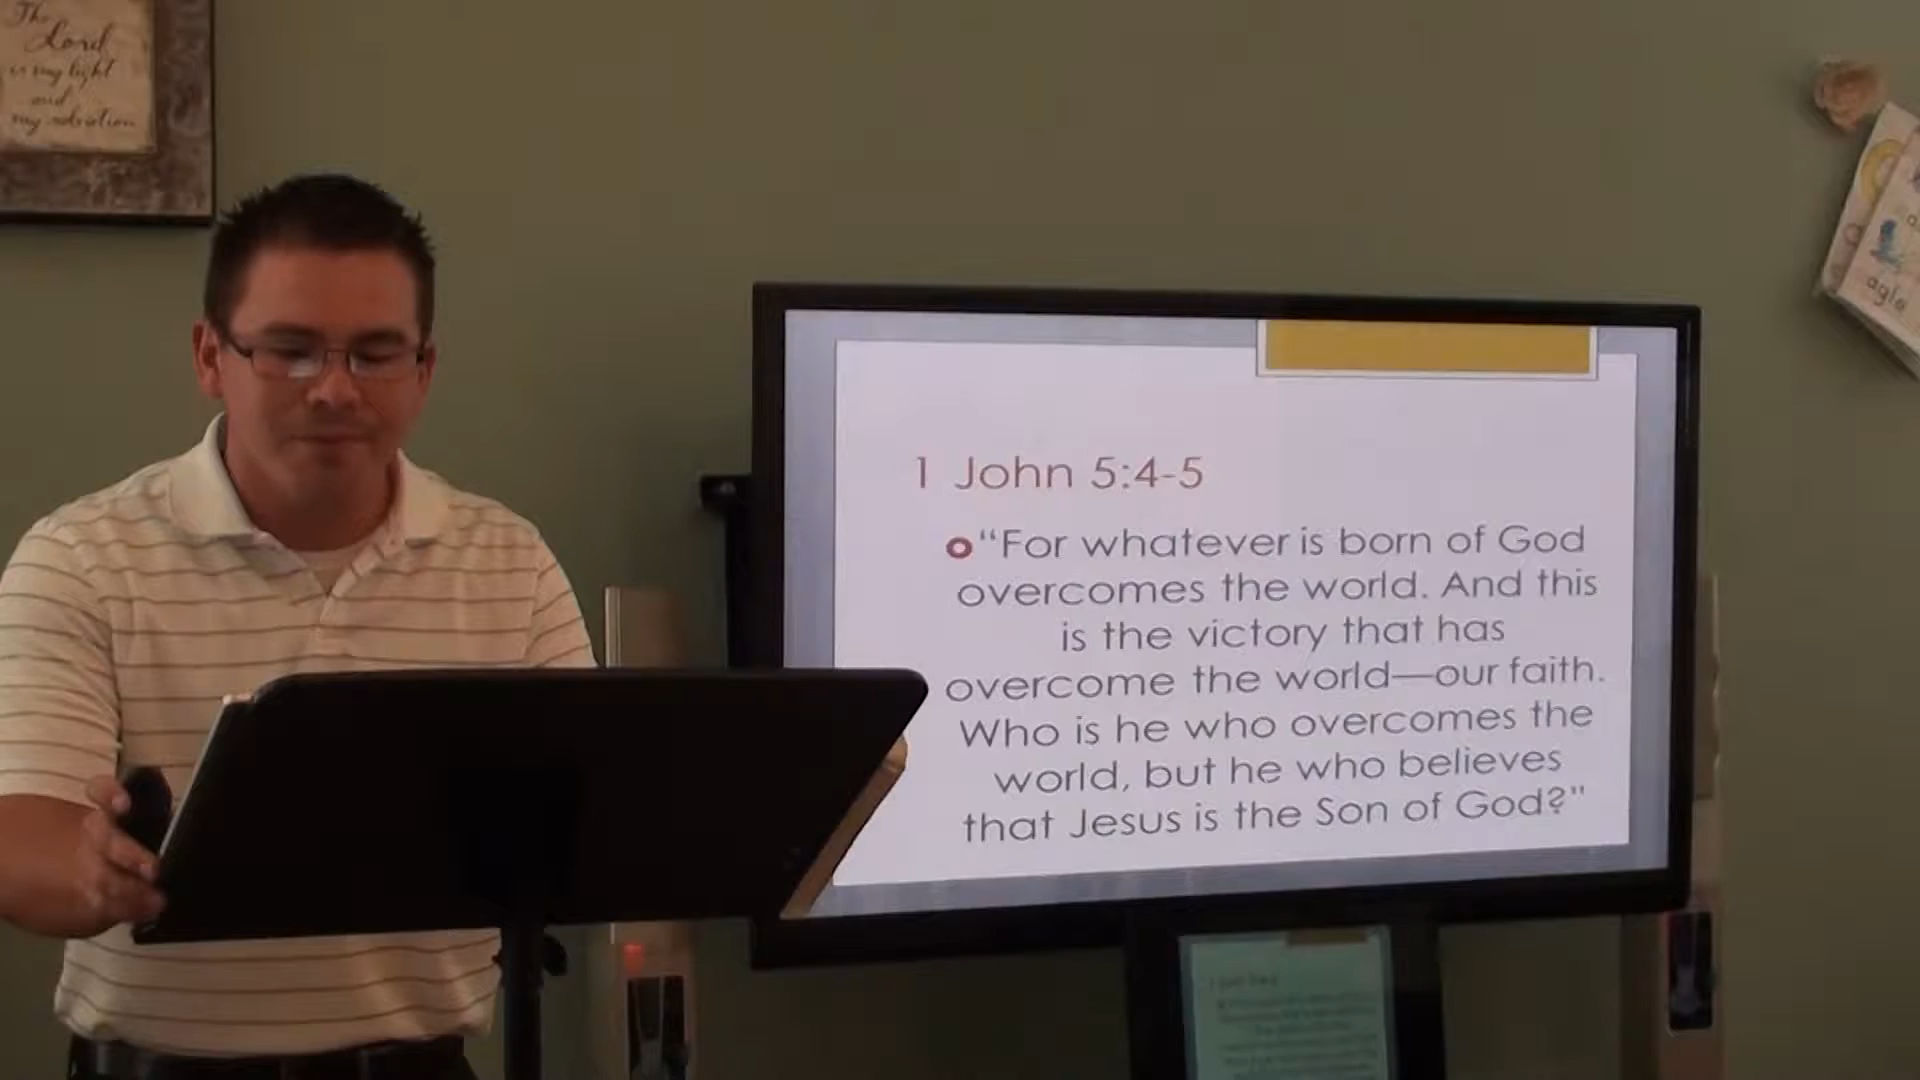 The
Lord
is my light
and
my salvation
1 John 5:4-5
"For whatever is born of God
overcomes the world. And this
is the victory that has
overcome the world—our faith.
Who is he who overcomes the
world, but he who believes
that Jesus is the Son of God?"